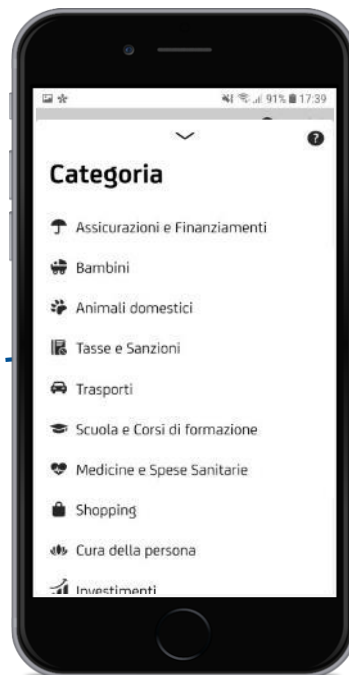 91% 17:39
?
Categoria
Assicurazioni e Finanziamenti
Bambini
Animali domestici
Tasse e Sanzioni
Trasporti
Scuola e Corsi di formazione
Medicine e Spese Sanitarie
Shopping
Cura della persona
Investimenti